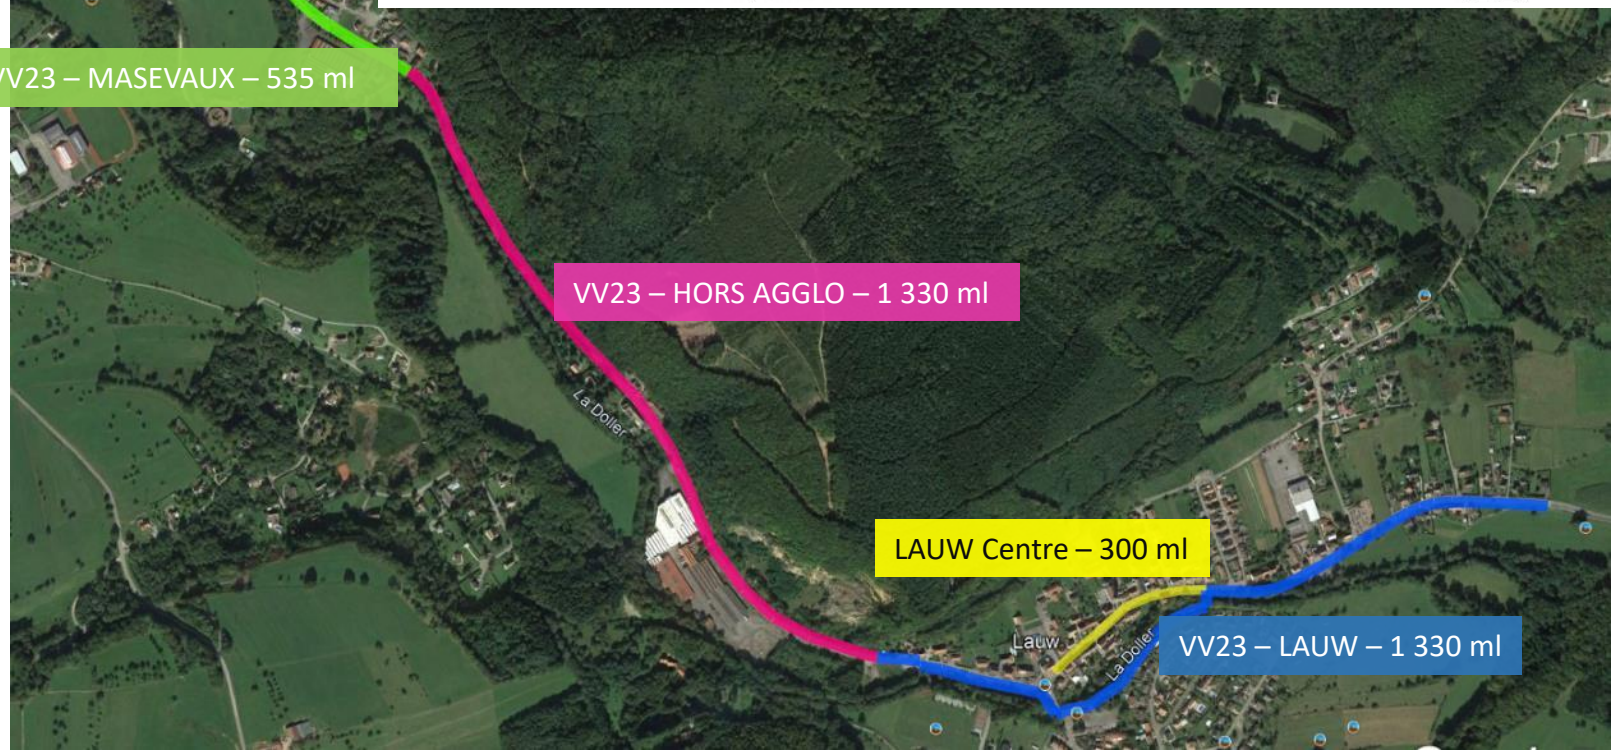 VV23 – MASEVAUX – 535 ml
VV23 – HORS AGGLO – 1 330 ml
La Doller
LAUW Centre – 300 ml
Lauw
La Doller
VV23 – LAUW – 1 330 ml